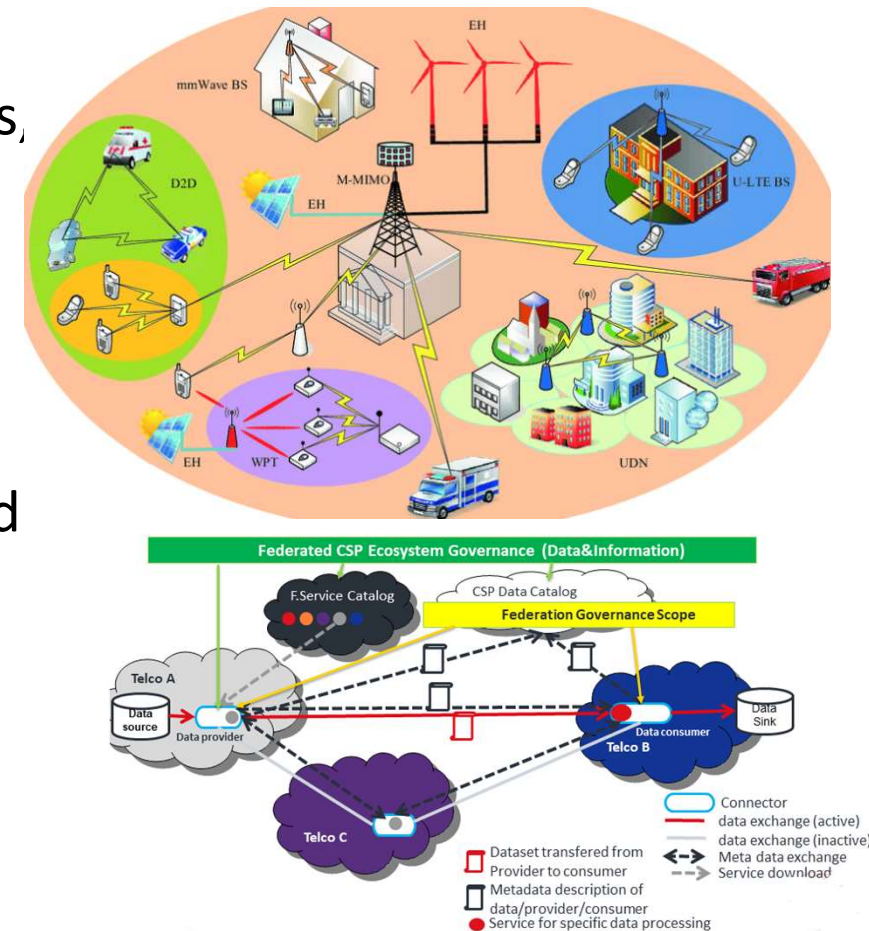 s,
EH
mmWave BS
M-MIMO
D2D
EH
U-LTE BS
EH
WPT
UDN
d
Federated CSP Ecosystem Governance (Data&Information)
F.Service Catalog
CSP Data Catalog
Federation Governance Scope
Telco A
Data
source
Data provider
Data
Sink
Data consumer
Telco B
Telco C
Connector
data exchange (active)
data exchange (inactive)
Meta data exchange
Service download
Dataset transfered from
Provider to consumer
Metadata description of
data/provider/consumer
Service for specific data processing